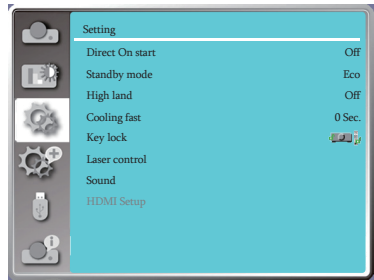 Setting
Direct On start Off
Standby mode Eco
High land Off
Cooling fast 0 Sec.
Key lock
Laser control
Sound
HDMI Setup